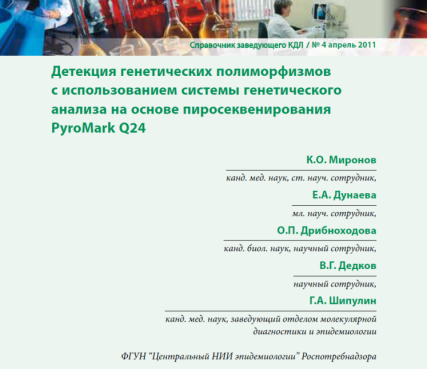 Справочник заведующего КДЛ / № 4 апрель 2011
Детекция генетических полиморфизмов
с использованием системы генетического
анализа на основе пиросеквенирования
PyroMark Q24
К.О. Миронов
канд. мед. наук, ст. науч. сотрудник,
Е.А. Дунаева
мл. науч. сотрудник,
О.П. Дрибноходова
канд. биол. наук, научный сотрудник,
В.Г. Дедков
научный сотрудник,
Г.А. Шипулин
канд. мед. наук, заведующий отделом молекулярной
диагностики и эпидемиологии
ФГУН "Центральный НИИ эпидемиологии" Роспотребнадзора